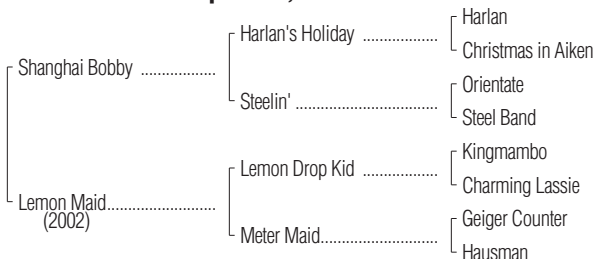 Harlan
Harlan's Holiday ..................
Christmas in Aiken
Shanghai Bobby ..................
Orientate
Steelin' ..................................
Steel Band
Kingmambo
Lemon Drop Kid ..................
Charming Lassie
Lemon Maid..........................
(2002)
Geiger Counter
Meter Maid............................
Hausman